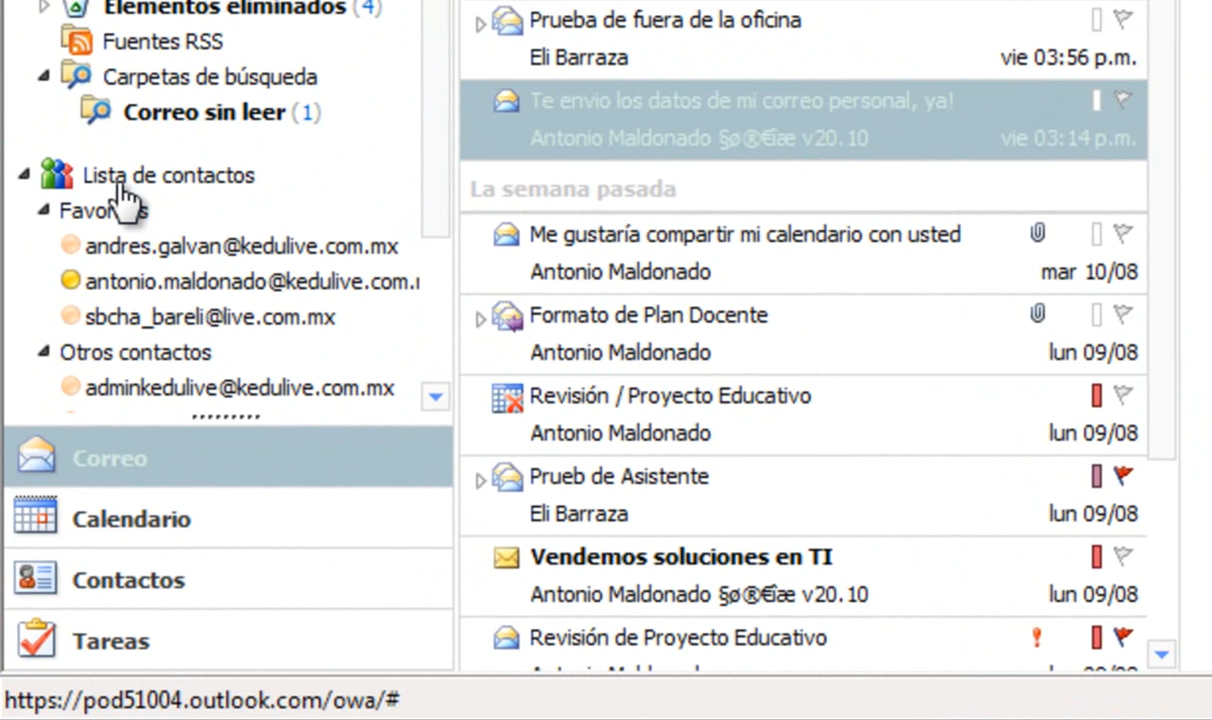 Elementos eliminados (4)
Fuentes RSS
Carpetas de búsqueda
Correo sin leer (1)
Lista de contactos
andres.galvan@kedulive.com.mx
antonio.maldonado@kedulive.com.
sbcha_bareli@live.com.mx
Otros contactos
adminkedulive@kedulive.com.mx
Correo
Calendario
Contactos
Tareas
Prueba de fuera de la oficina
Eli Barraza vie 03:56 p.m.
Te envio los datos de mi correo personal, ya!
Antonio Maldonado §ø®€îæ v20.10 vie 03:14 p.m.
La semana pasada
Me gustaría compartir mi calendario con usted
Antonio Maldonado mar 10/08
Formato de Plan Docente
Antonio Maldonado lun 09/08
Revisión / Proyecto Educativo
Antonio Maldonado lun 09/08
Prueb de Asistente
Eli Barraza lun 09/08
Vendemos soluciones en TI
Antonio Maldonado §ø®€îæ v20.10 lun 09/08
Revisión de Proyecto Educativo
https://pod51004.outlook.com/owa/#